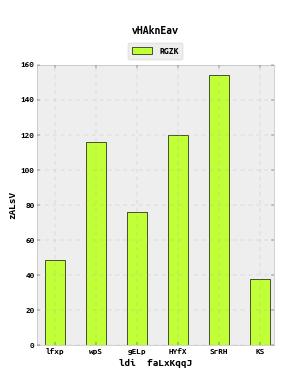 vHAknEav
RGZK
160
140
120
100
80
60
40
20
0
zALsV
lfxp wpS gELp HYfX SrRH KS
ldi faLxKqqJ